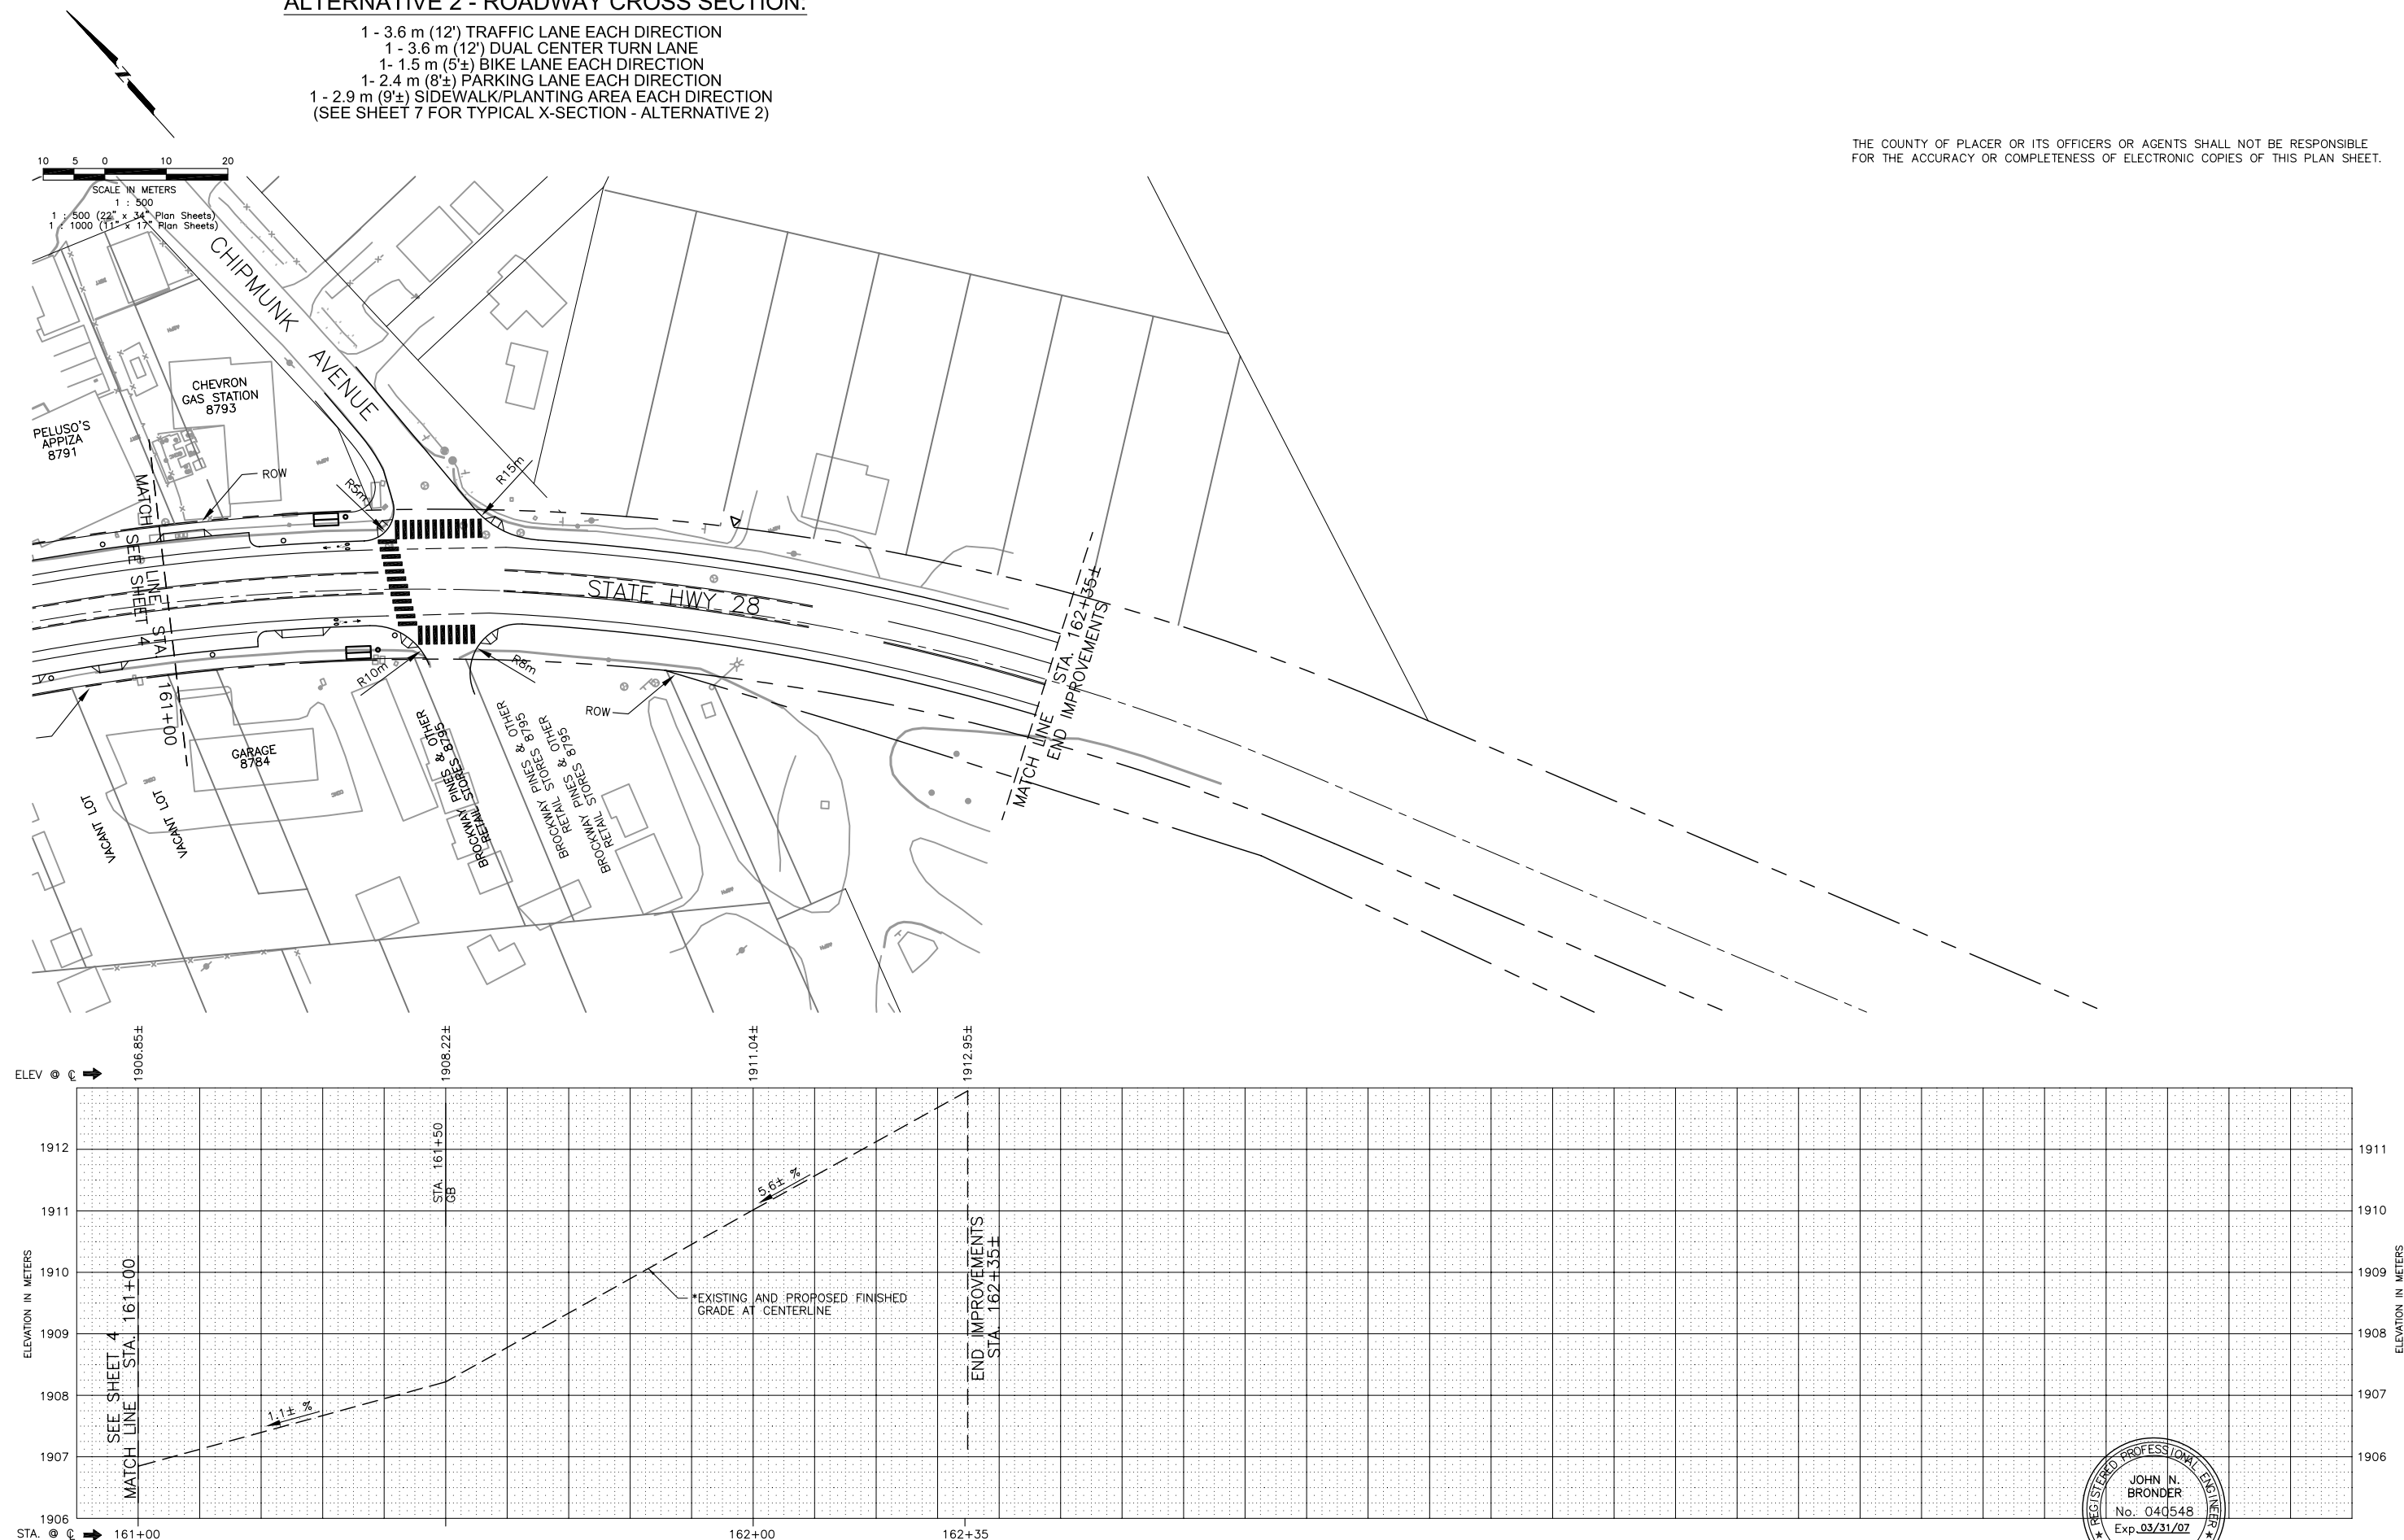 ALTERNATIVE 2 - ROADWAY CROSS SECTION:
1 - 3.6 m (12') TRAFFIC LANE EACH DIRECTION
1 - 3.6 m (12') DUAL CENTER TURN LANE
1- 1.5 m (5'±) BIKE LANE EACH DIRECTION
1- 2.4 m (8'±) PARKING LANE EACH DIRECTION
1 - 2.9 m (9'±) SIDEWALK/PLANTING AREA EACH DIRECTION
(SEE SHEET 7 FOR TYPICAL X-SECTION - ALTERNATIVE 2)
N
THE COUNTY OF PLACER OR ITS OFFICERS OR AGENTS SHALL NOT BE RESPONSIBLE
FOR THE ACCURACY OR COMPLETENESS OF ELECTRONIC COPIES OF THIS PLAN SHEET.
10 5 0 10 20
SCALE IN METERS
1 : 500
1 : 500 (22" x 34" Plan Sheets)
1 : 1000 (11" x 17" Plan Sheets)
CHIPMUNK
AVENUE
CHEVRON
GAS STATION
8793
PELUSO'S
APPIZA
8791
ROW
R5m
R15m
MATCH LINE STA. 161+00
SEE SHEET 4
STATE HWY 28
MATCH LINE STA. 162+35±
END IMPROVEMENTS
R10m
R8m
ROW
GARAGE
8784
VACANT LOT
VACANT LOT
BROCKWAY PINES & OTHER
RETAIL STORES 8795
BROCKWAY PINES & OTHER
RETAIL STORES 8795
BROCKWAY PINES & OTHER
RETAIL STORES 8795
ELEV @ ℄
1906.85±
1908.22±
1911.04±
1912.95±
1912
1911
1910
1909
1908
1907
1906
ELEVATION IN METERS
SEE SHEET 4
MATCH LINE STA. 161+00
1.1± %
STA. 161+50
GB
5.6± %
*EXISTING AND PROPOSED FINISHED
GRADE AT CENTERLINE
END IMPROVEMENTS
STA. 162+35±
1911
1910
1909
1908
1907
1906
ELEVATION IN METERS
REGISTERED PROFESSIONAL ENGINEER
JOHN N.
BRONDER
No. 040548
Exp. 03/31/07
STA. @ ℄
161+00
162+00
162+35